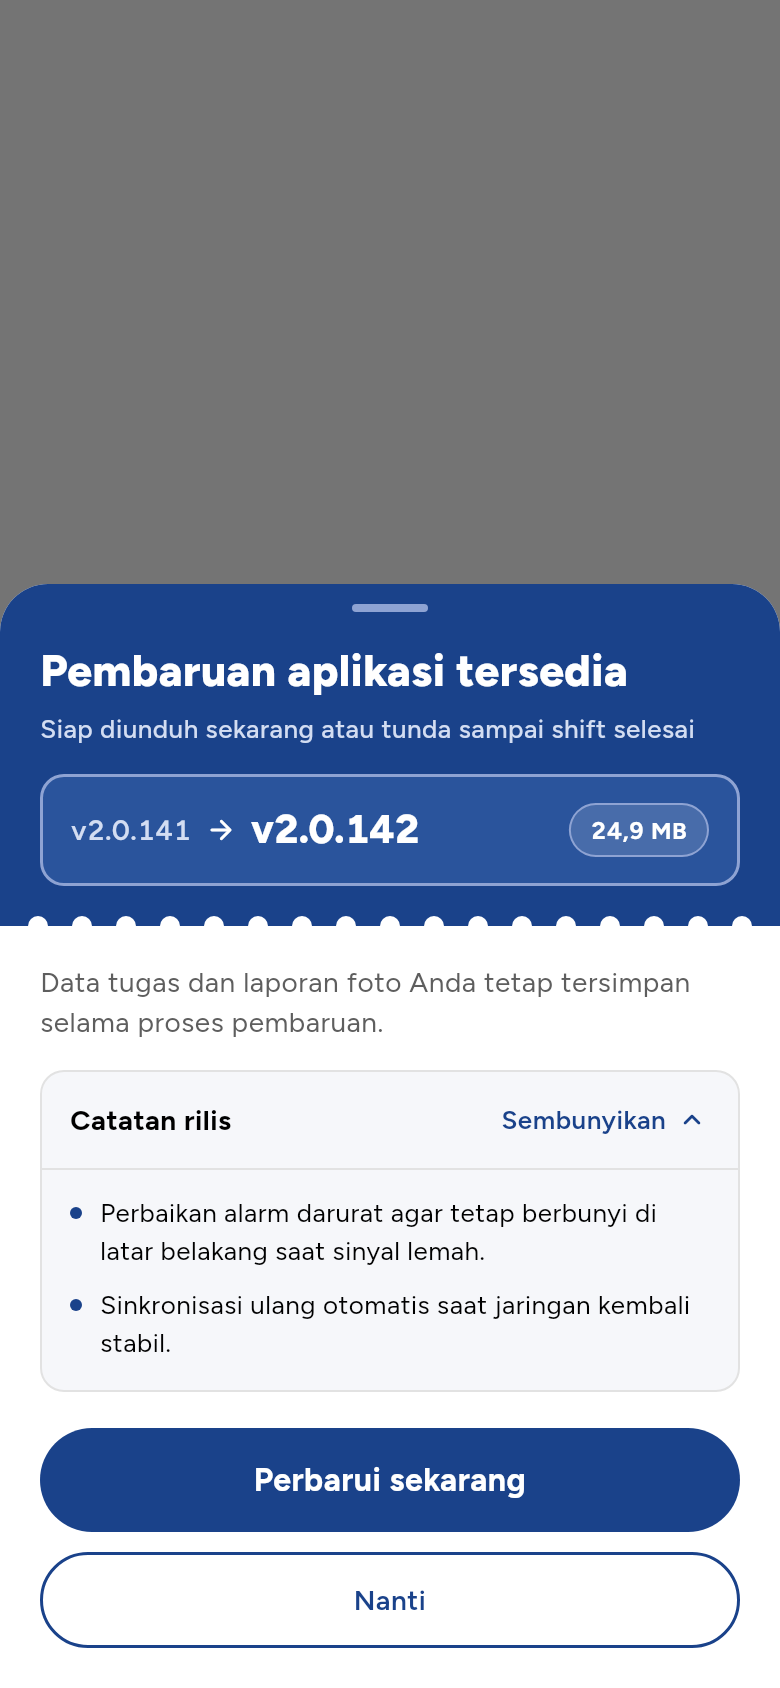 Pembaruan aplikasi tersedia
Siap diunduh sekarang atau tunda sampai shift selesai
v2.0.141 → v2.0.142 24,9 MB
Data tugas dan laporan foto Anda tetap tersimpan
selama proses pembaruan.
Catatan rilis Sembunyikan
• Perbaikan alarm darurat agar tetap berbunyi di
latar belakang saat sinyal lemah.
• Sinkronisasi ulang otomatis saat jaringan kembali
stabil.
Perbarui sekarang
Nanti